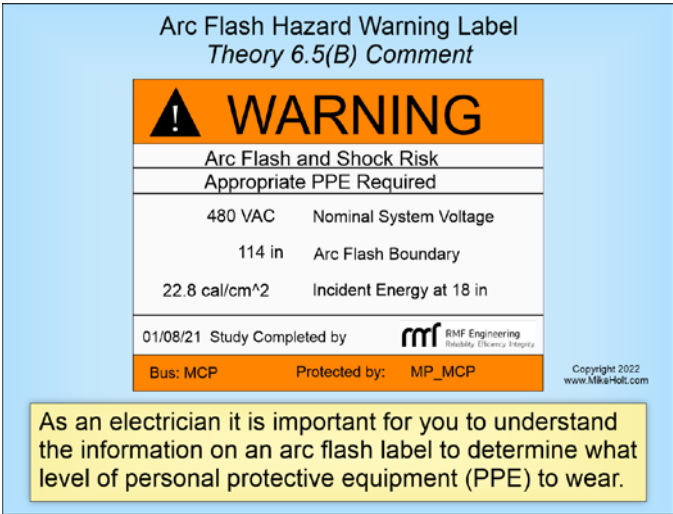 Arc Flash Hazard Warning Label
Theory 6.5(B) Comment
! WARNING
Arc Flash and Shock Risk
Appropriate PPE Required
480 VAC Nominal System Voltage
114 in Arc Flash Boundary
22.8 cal/cm^2 Incident Energy at 18 in
01/08/21 Study Completed by rmf RMF Engineering
Reliability. Efficiency. Integrity.
Bus: MCP Protected by: MP_MCP
Copyright 2022
www.MikeHolt.com
As an electrician it is important for you to understand
the information on an arc flash label to determine what
level of personal protective equipment (PPE) to wear.